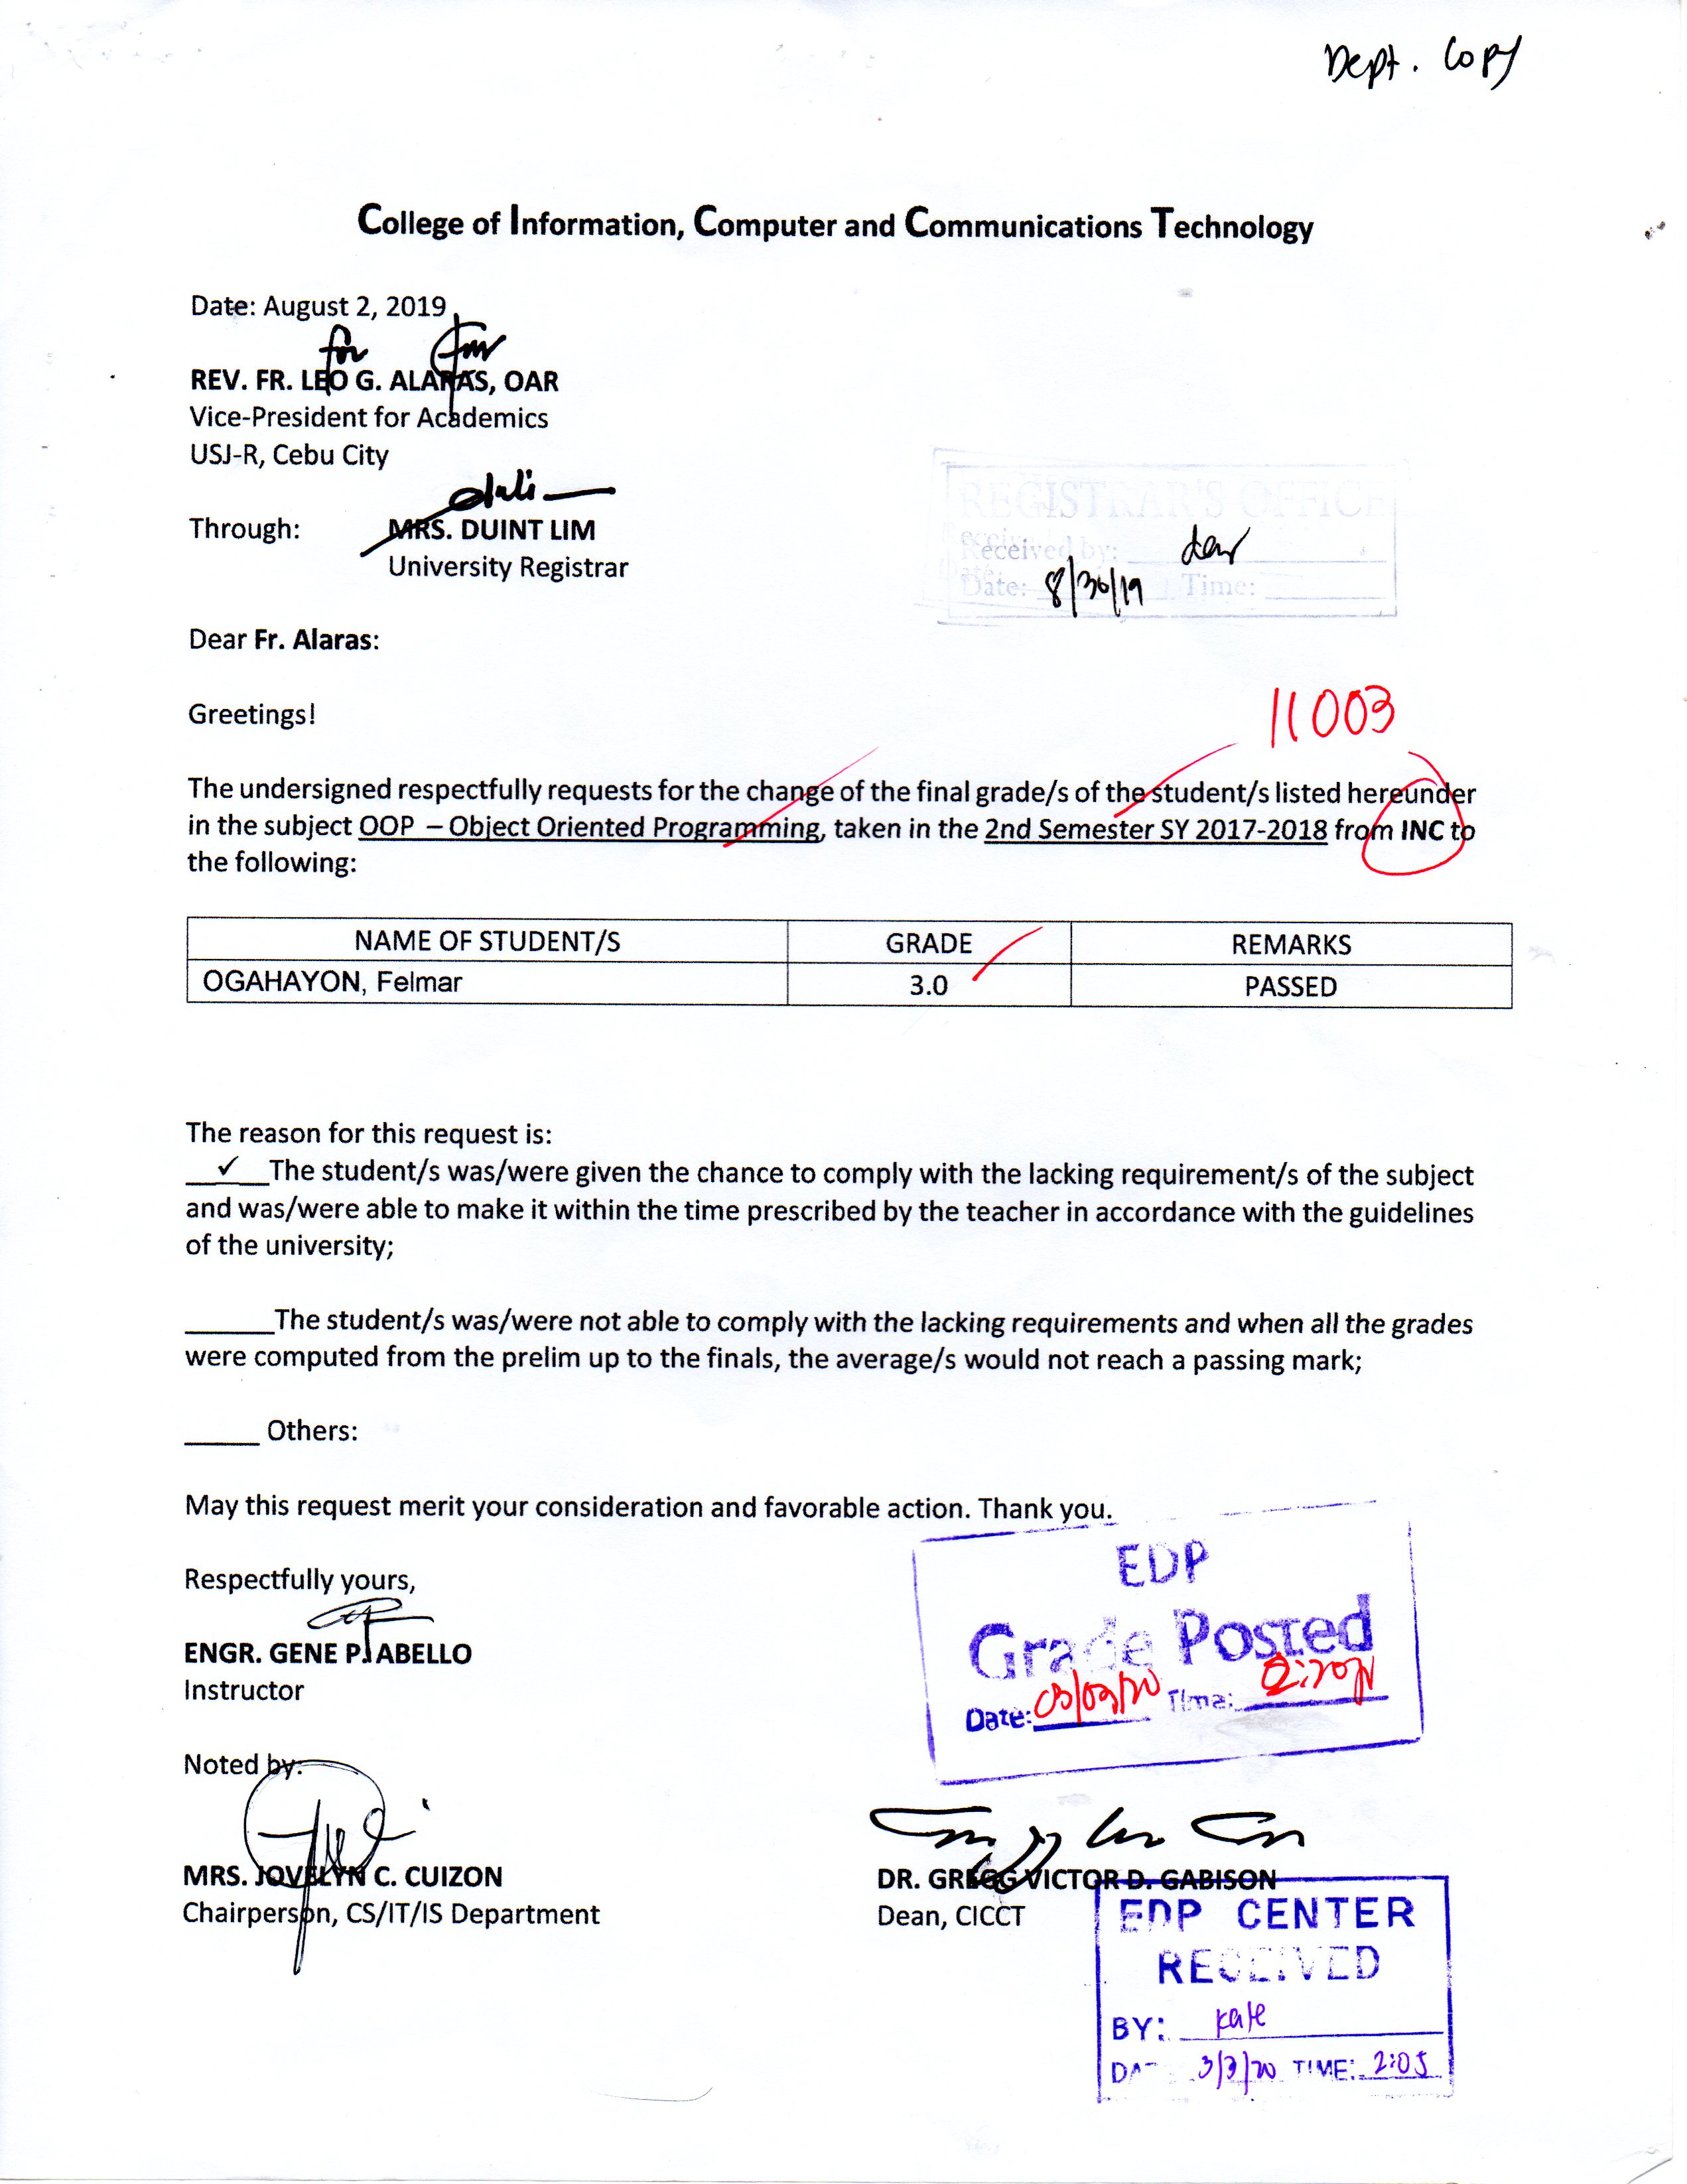 Dept. Copy
College of Information, Computer and Communications Technology
Date: August 2, 2019
for
REV. FR. LEO G. ALARAS, OAR
Vice-President for Academics
USJ-R, Cebu City
Through: MRS. DUINT LIM
University Registrar
REGISTRAR'S OFFICE
Received by:
Date: 8/30/19 Time:
Dear Fr. Alaras:
Greetings!
11003
The undersigned respectfully requests for the change of the final grade/s of the student/s listed hereunder
in the subject OOP – Object Oriented Programming, taken in the 2nd Semester SY 2017-2018 from INC to
the following:
NAME OF STUDENT/S GRADE REMARKS
OGAHAYON, Felmar 3.0 PASSED
The reason for this request is:
✓ The student/s was/were given the chance to comply with the lacking requirement/s of the subject
and was/were able to make it within the time prescribed by the teacher in accordance with the guidelines
of the university;
______The student/s was/were not able to comply with the lacking requirements and when all the grades
were computed from the prelim up to the finals, the average/s would not reach a passing mark;
_____ Others:
May this request merit your consideration and favorable action. Thank you.
Respectfully yours,
ENGR. GENE P. ABELLO
Instructor
EDP
Grade Posted
Date: 03/03/20 Time:
Noted by:
MRS. JOVELYN C. CUIZON
Chairperson, CS/IT/IS Department
DR. GREGG VICTOR D. GABISON
Dean, CICCT
EDP CENTER
RECEIVED
BY: kate
DATE 3/3/20 TIME: 2:05